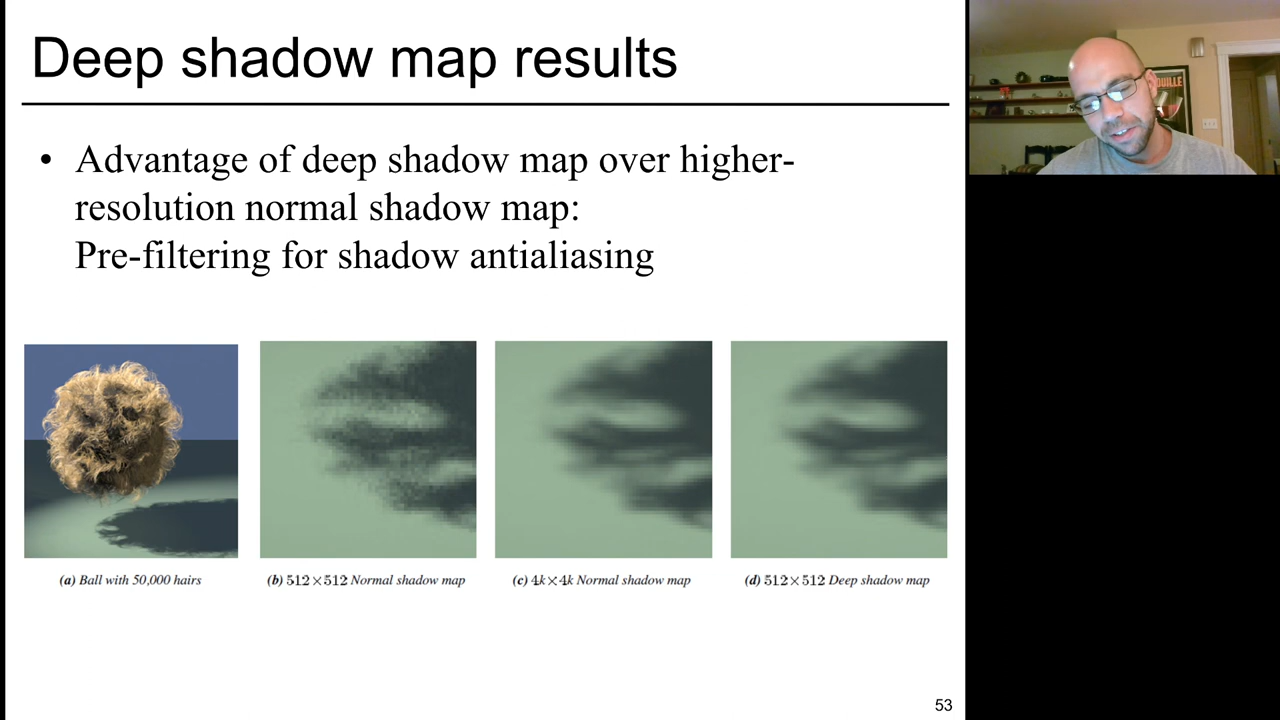 Deep shadow map results
• Advantage of deep shadow map over higher-
resolution normal shadow map:
Pre-filtering for shadow antialiasing
(a) Ball with 50,000 hairs
(b) 512×512 Normal shadow map
(c) 4k×4k Normal shadow map
(d) 512×512 Deep shadow map
53